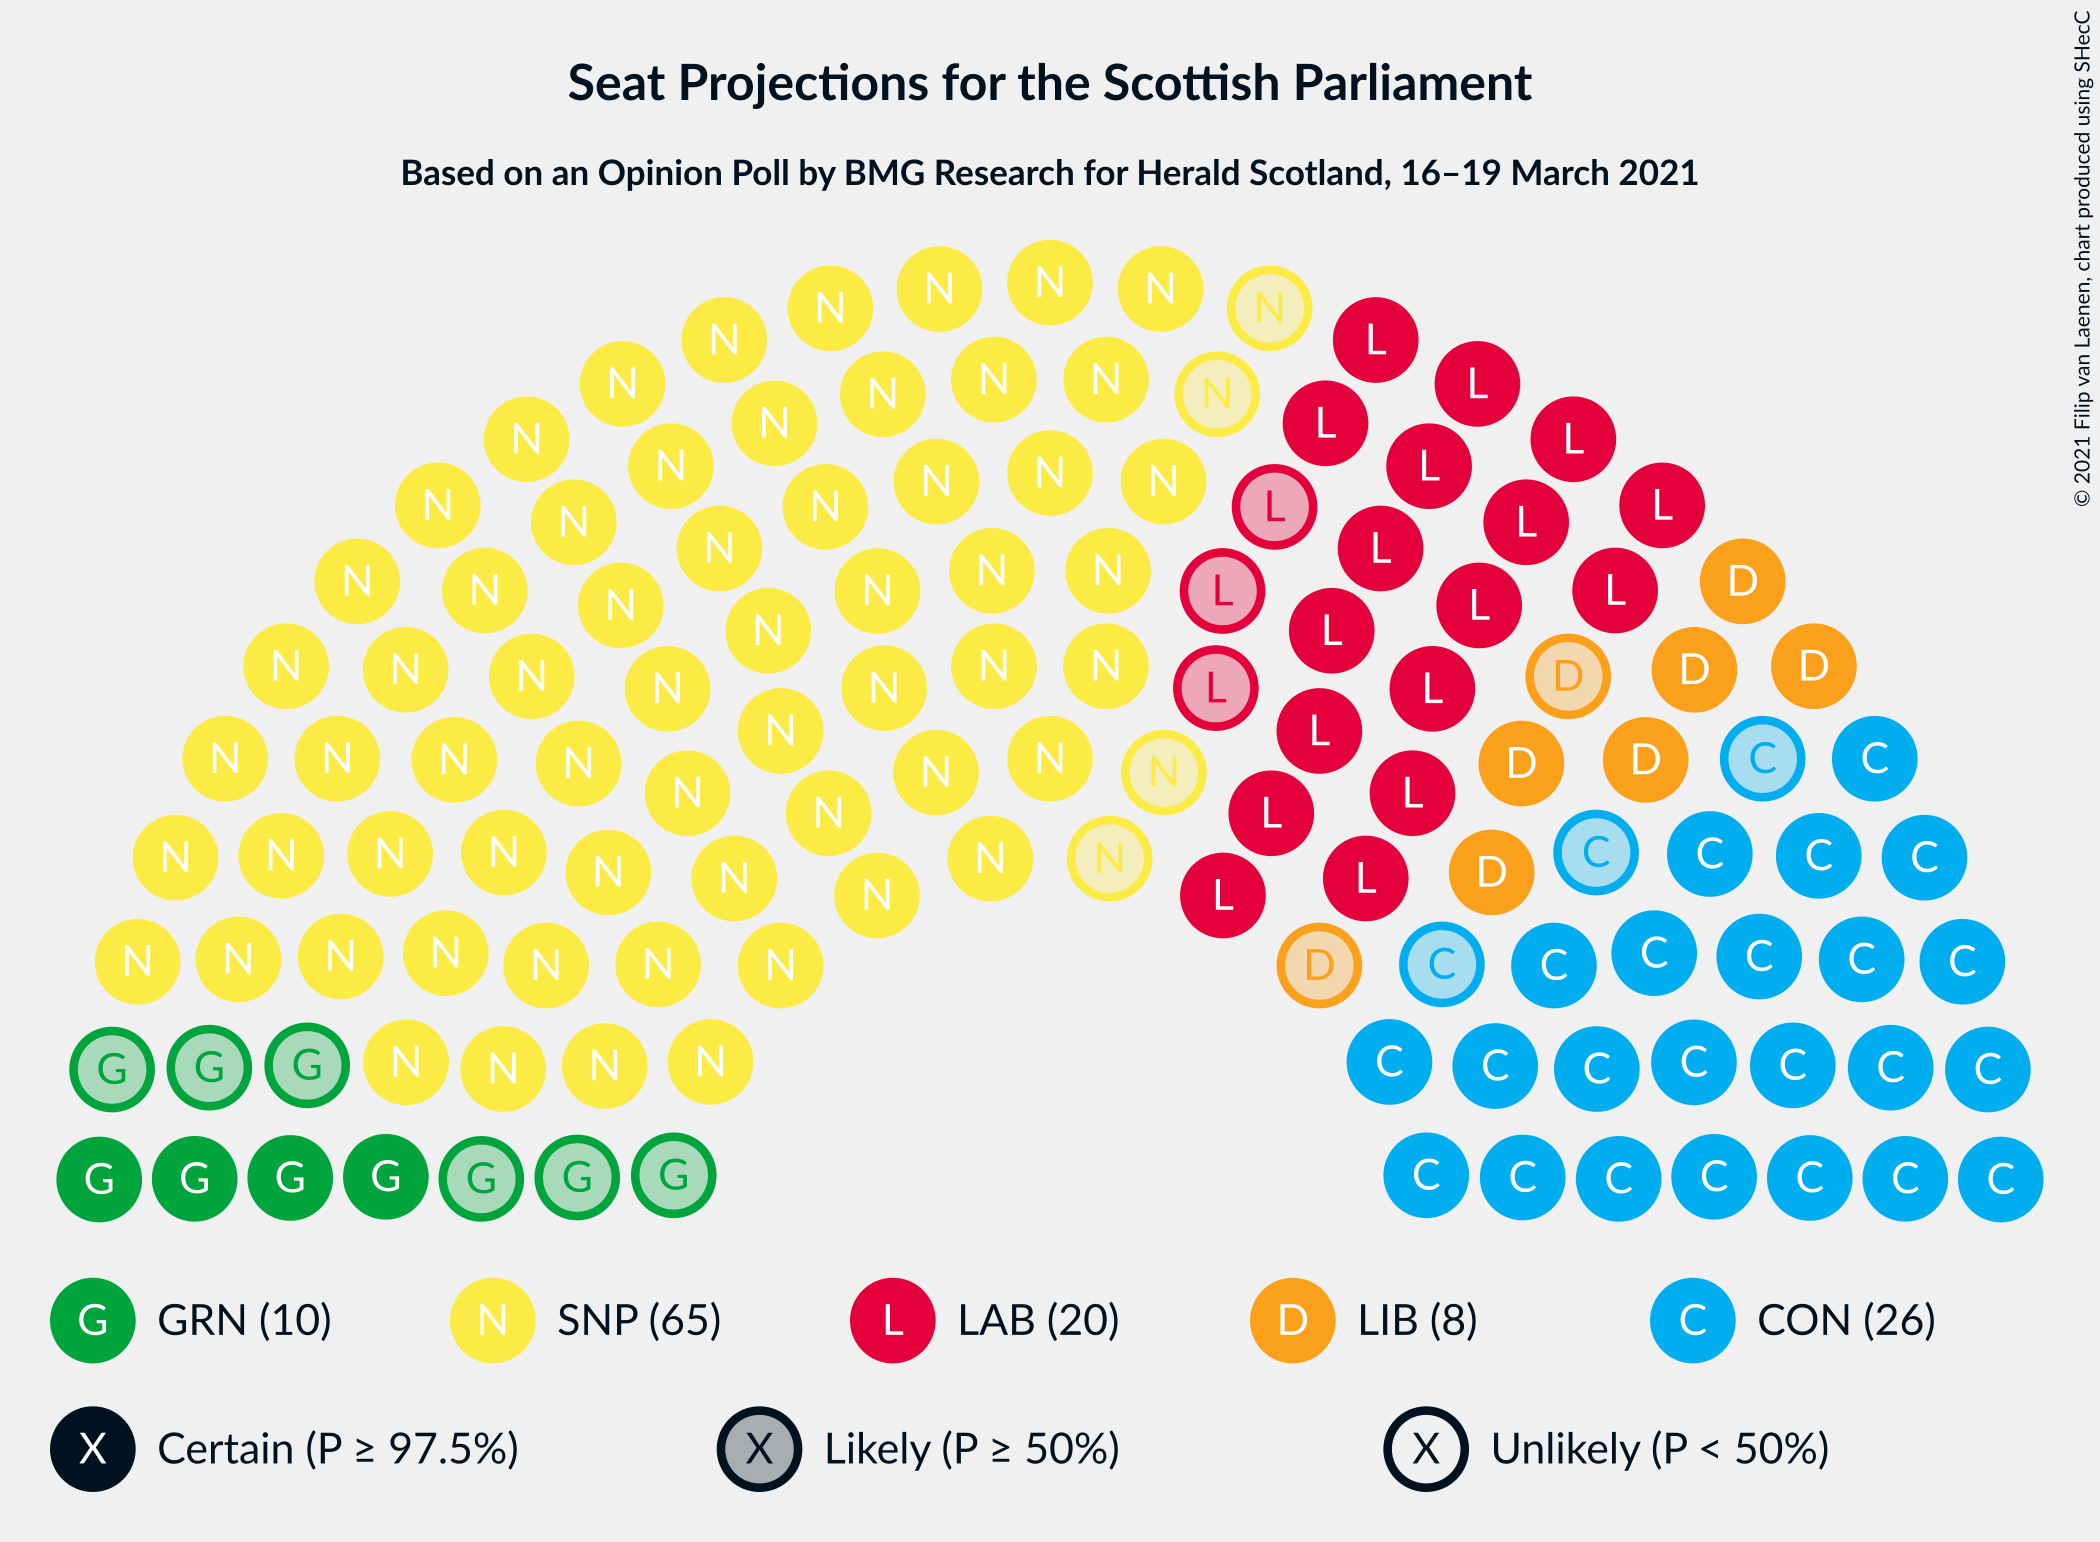 Seat Projections for the Scottish Parliament
Based on an Opinion Poll by BMG Research for Herald Scotland, 16–19 March 2021
© 2021 Filip van Laenen, chart produced using SHecC
N N N N N
N L
N N N N N L
N N L L
N N N N L
N N N L L L
N L
N N N N N N L L L D
N L
N N N N N N N L L D D D
N L
N N N N N N N N L D D C C
N L
N N N N N N N N N L L D C C C C
N N N N N N N D C C C C C C
G G G N N N N C C C C C C C
G G G G G G G C C C C C C C
G GRN (10) N SNP (65) L LAB (20) D LIB (8) C CON (26)
X Certain (P ≥ 97.5%) X Likely (P ≥ 50%) X Unlikely (P < 50%)